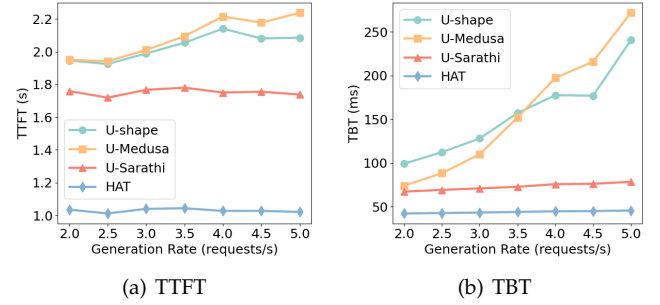 2.2
2.0
1.8
1.6
1.4
1.2
1.0
TTFT (s)
U-shape
U-Medusa
U-Sarathi
HAT
2.0 2.5 3.0 3.5 4.0 4.5 5.0
Generation Rate (requests/s)
(a) TTFT
250
200
150
100
50
TBT (ms)
U-shape
U-Medusa
U-Sarathi
HAT
2.0 2.5 3.0 3.5 4.0 4.5 5.0
Generation Rate (requests/s)
(b) TBT